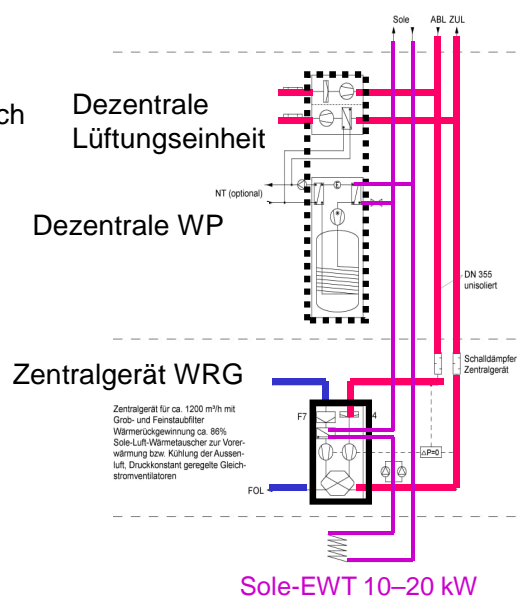 Sole ABL ZUL
ch
Dezentrale
Lüftungseinheit
NT (optional)
Dezentrale WP
DN 355
unisoliert
Schalldämpfer
Zentralgerät
Zentralgerät WRG
Zentralgerät für ca. 1200 m³/h mit
Grob- und Feinstaubfilter
Wärmerückgewinnung ca. 86%
Sole-Luft-Wärmetauscher zur Vorer-
wärmung bzw. Kühlung der Aussen-
luft, Druckkonstant geregelte Gleich-
stromventilatoren
F7
4
△P=0
FOL
Sole-EWT 10–20 kW